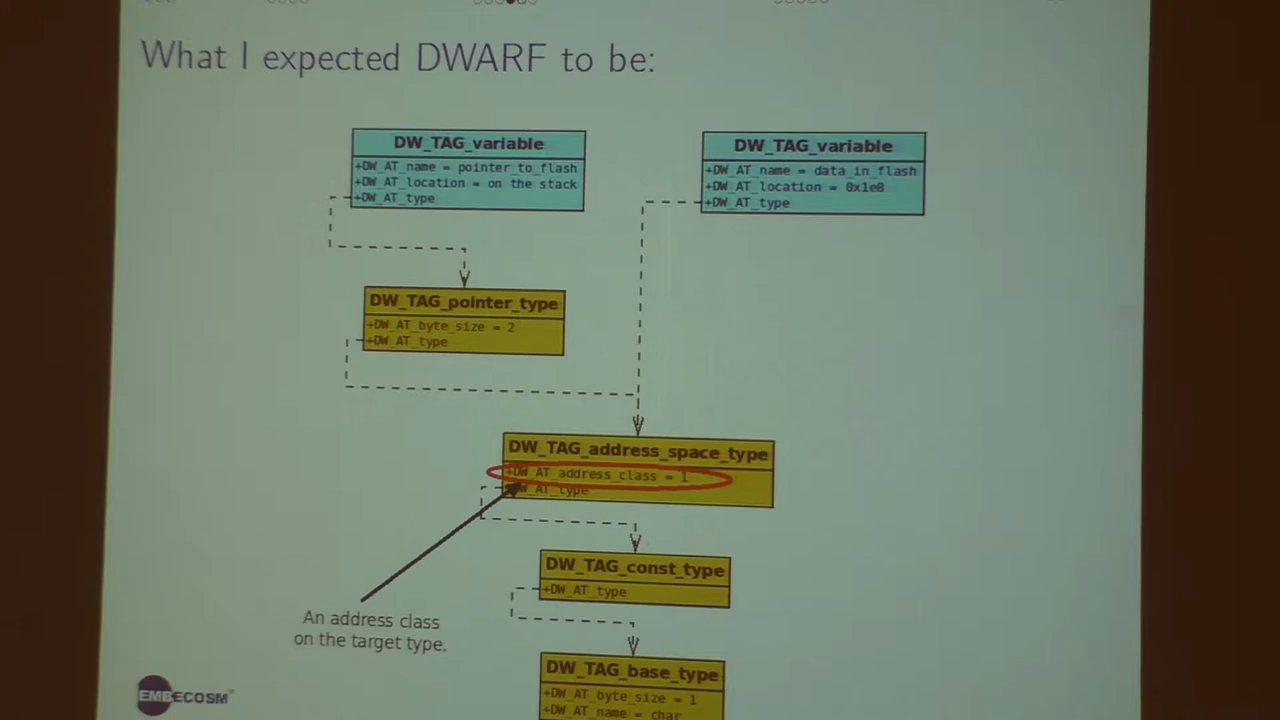 What I expected DWARF to be:
DW_TAG_variable
+DW_AT_name = pointer_to_flash
+DW_AT_location = on the stack
+DW_AT_type
DW_TAG_variable
+DW_AT_name = data_in_flash
+DW_AT_location = 0x1e8
+DW_AT_type
DW_TAG_pointer_type
+DW_AT_byte_size = 2
+DW_AT_type
DW_TAG_address_space_type
+DW_AT_address_class = 1
+DW_AT_type
DW_TAG_const_type
+DW_AT_type
An address class
on the target type.
DW_TAG_base_type
+DW_AT_byte_size = 1
+DW_AT_name = char
EMBECOSM